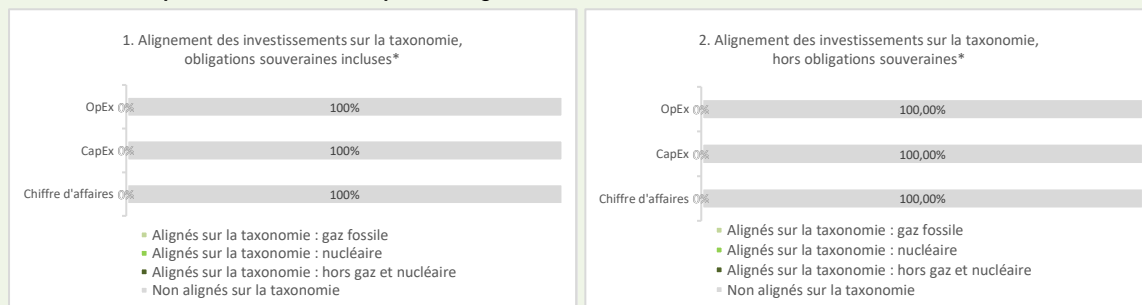 1. Alignement des investissements sur la taxonomie,
obligations souveraines incluses*
OpEx 0% 100%
CapEx 0% 100%
Chiffre d'affaires 0% 100%
Alignés sur la taxonomie : gaz fossile
Alignés sur la taxonomie : nucléaire
Alignés sur la taxonomie : hors gaz et nucléaire
Non alignés sur la taxonomie
2. Alignement des investissements sur la taxonomie,
hors obligations souveraines*
OpEx 0% 100,00%
CapEx 0% 100,00%
Chiffre d'affaires 0% 100,00%
Alignés sur la taxonomie : gaz fossile
Alignés sur la taxonomie : nucléaire
Alignés sur la taxonomie : hors gaz et nucléaire
Non alignés sur la taxonomie